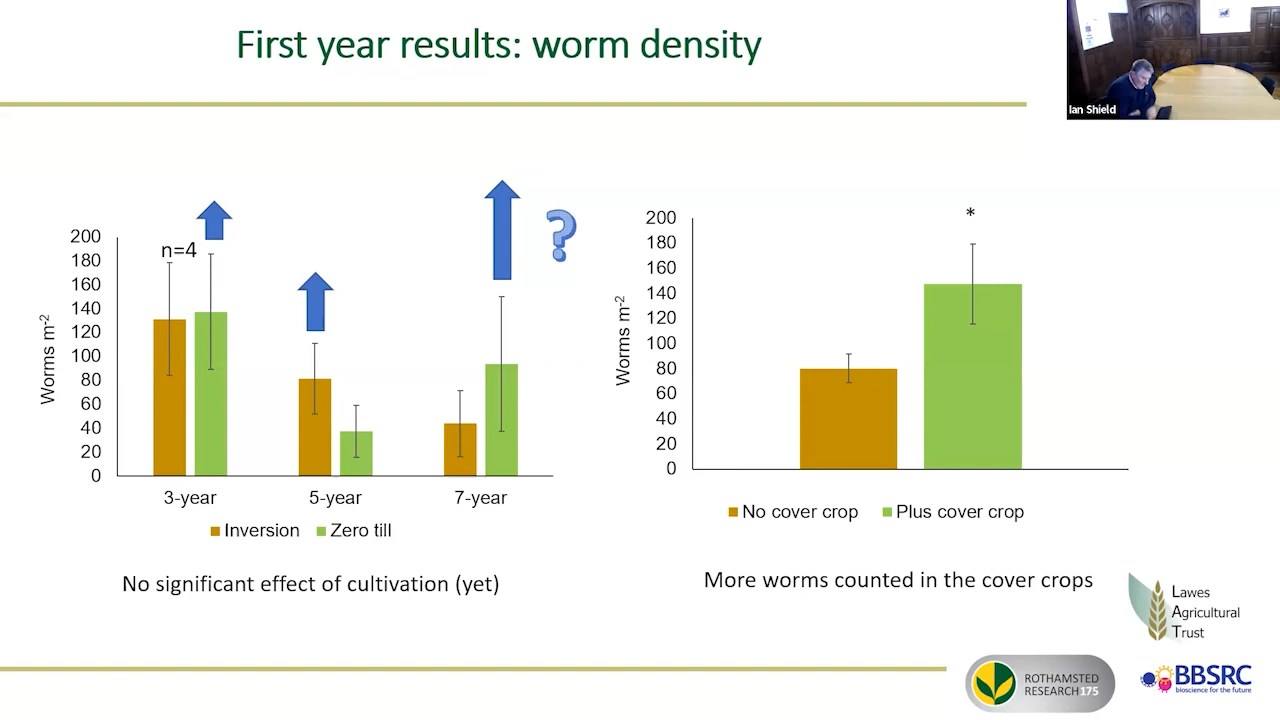 First year results: worm density
Ian Shield
200
180
160
140
120
100
80
60
40
20
0
Worms m-2
n=4
?
3-year
5-year
7-year
Inversion
Zero till
No significant effect of cultivation (yet)
200
180
160
140
120
100
80
60
40
20
0
Worms m-2
*
No cover crop
Plus cover crop
More worms counted in the cover crops
Lawes
Agricultural
Trust
ROTHAMSTED
RESEARCH 175
BBSRC
bioscience for the future